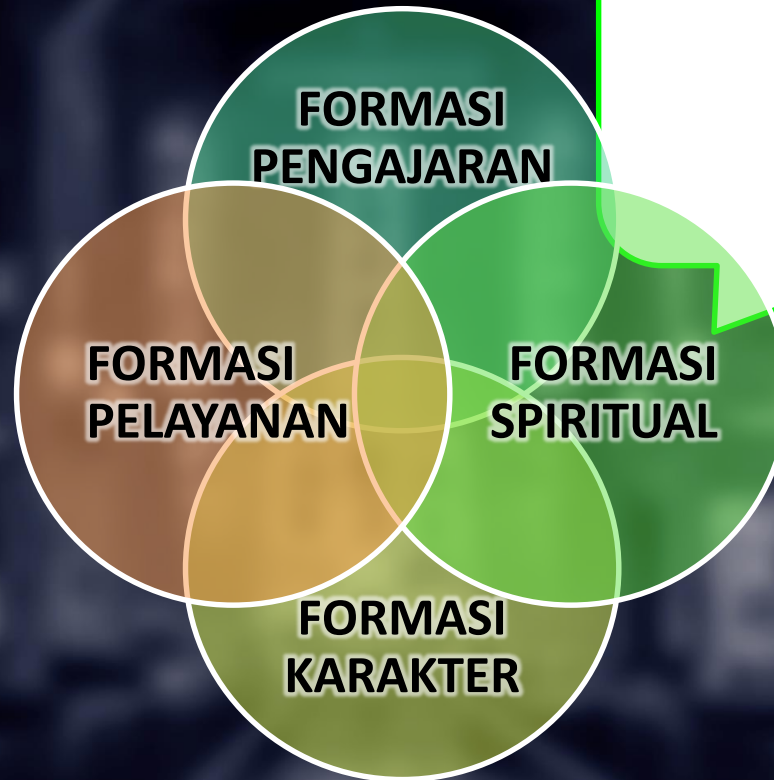 FORMASI
PENGAJARAN
FORMASI
PELAYANAN
FORMASI
SPIRITUAL
FORMASI
KARAKTER